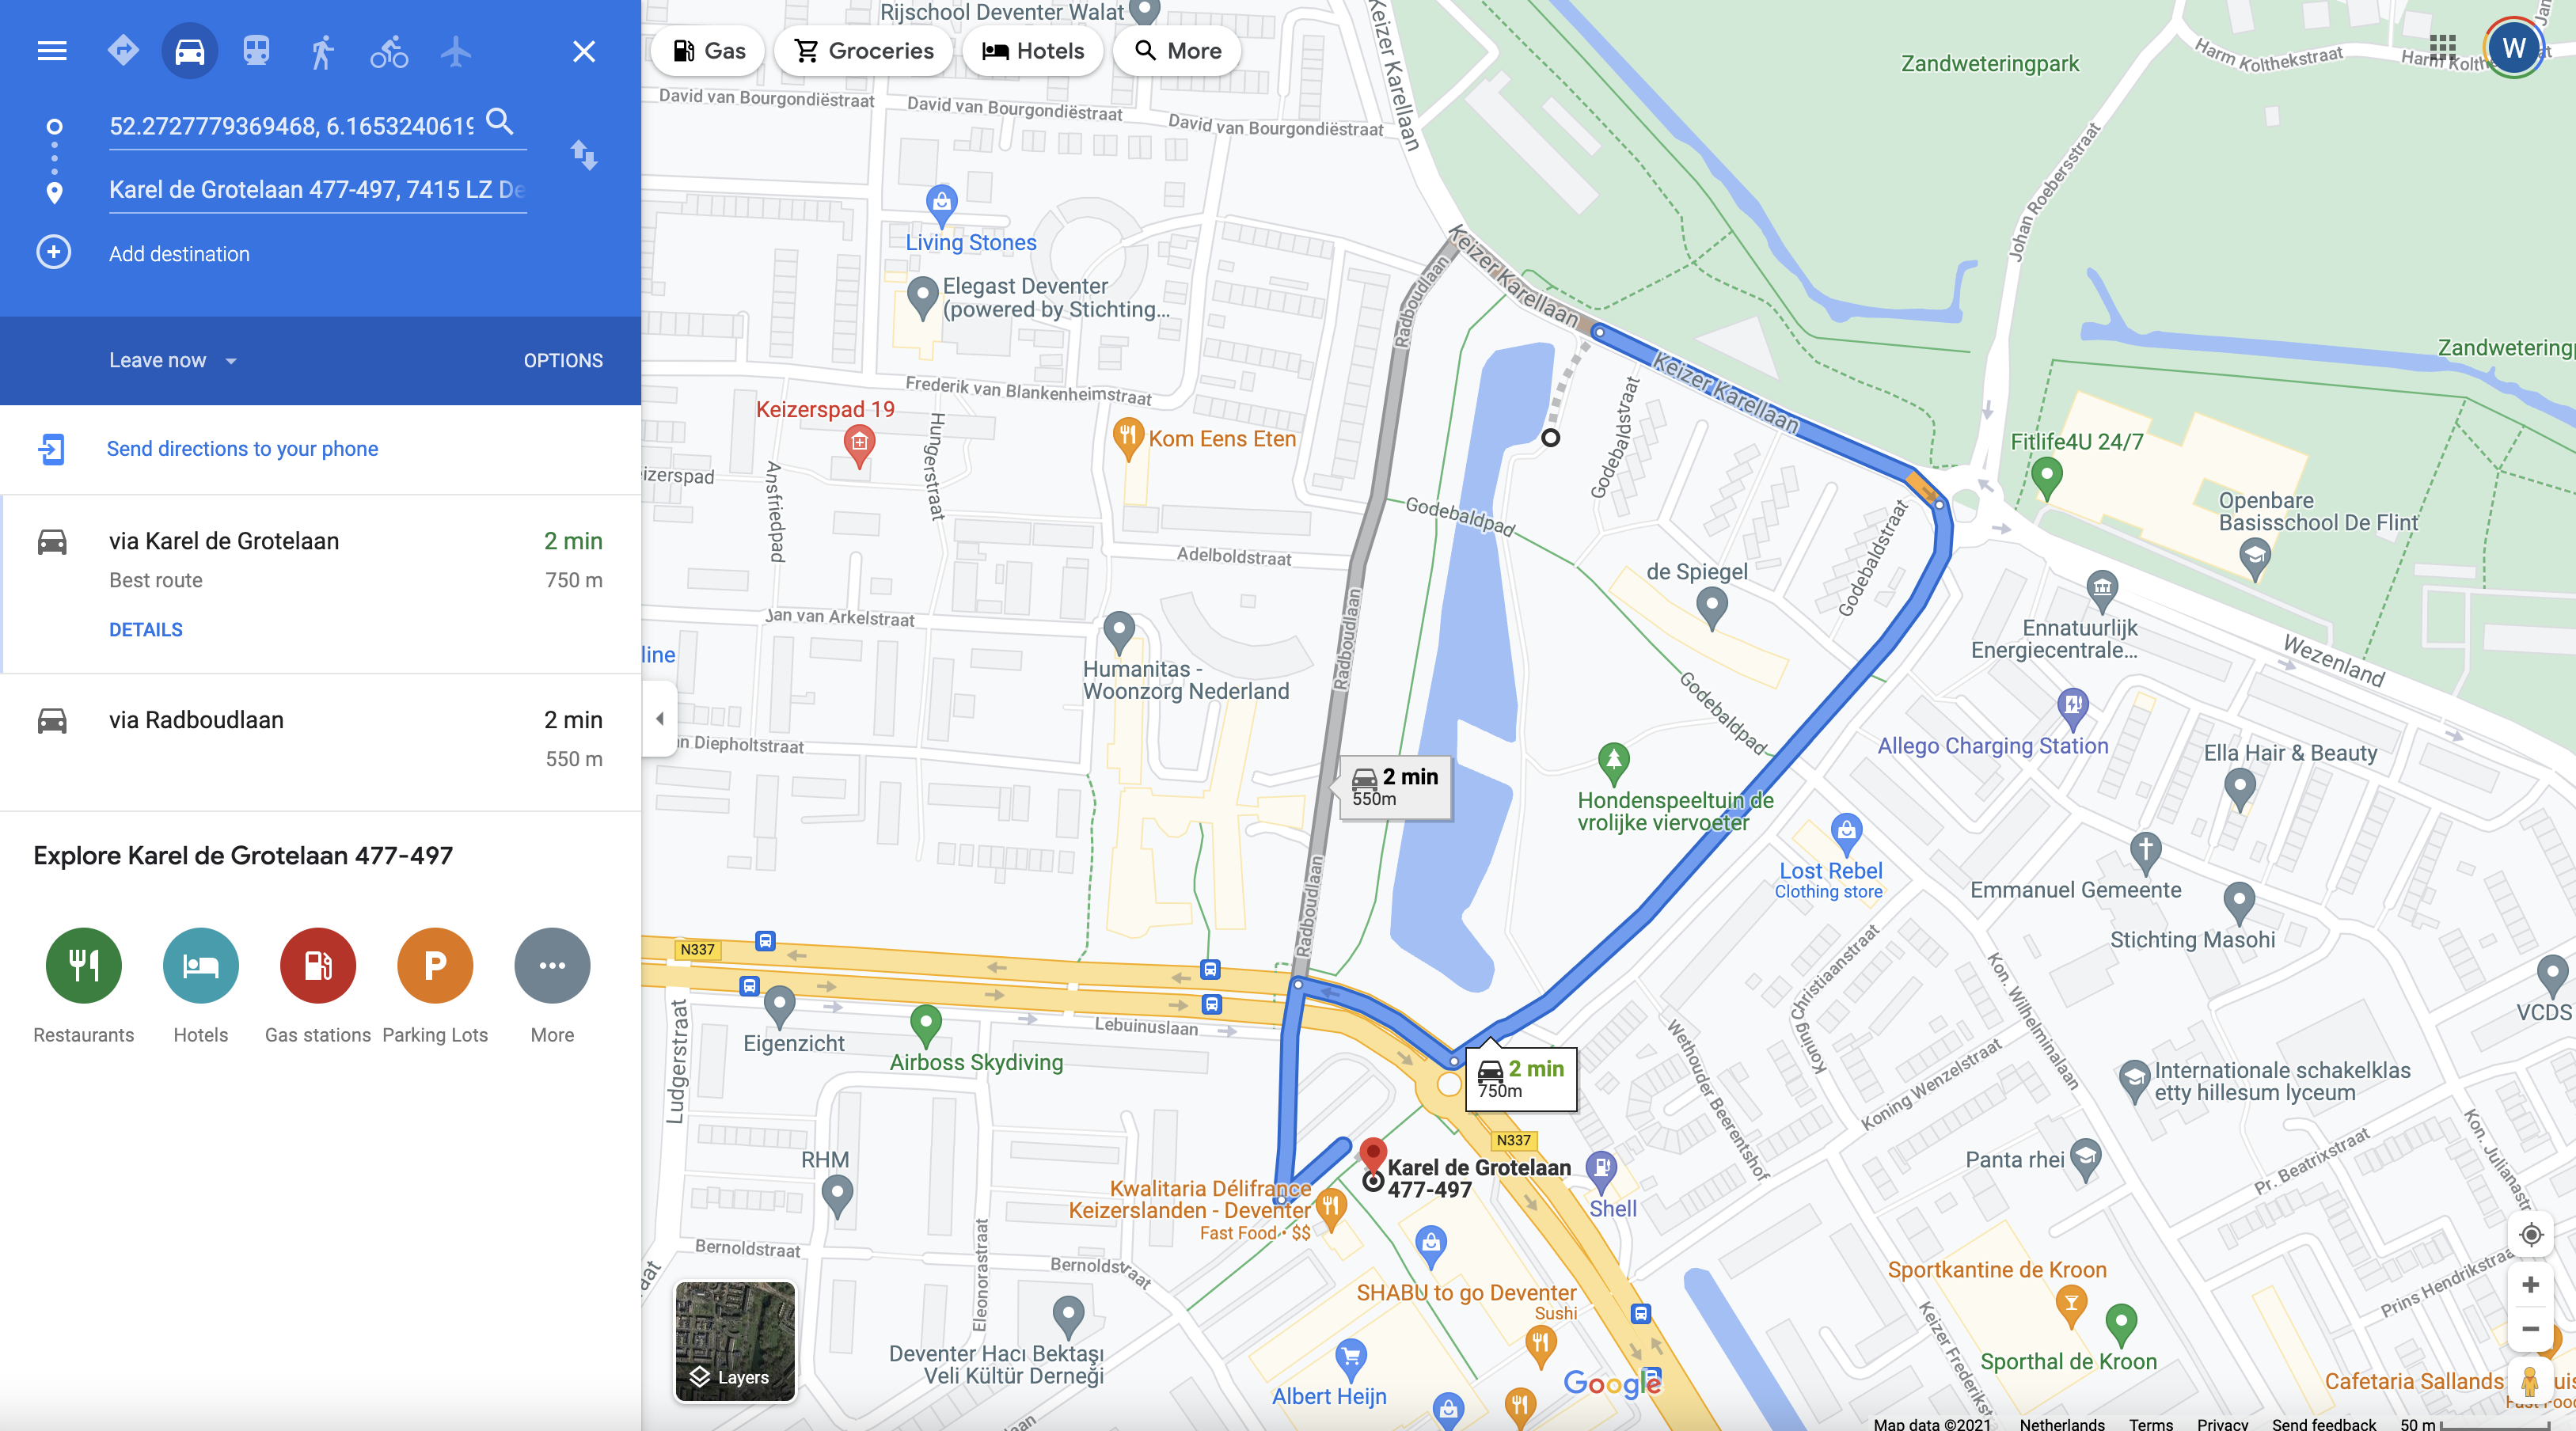 52.2727779369468, 6.165324061
Karel de Grotelaan 477-497, 7415 LZ De
Add destination
Leave now
OPTIONS
Send directions to your phone
via Karel de Grotelaan
2 min
Best route
750 m
DETAILS
via Radboudlaan
2 min
550 m
Explore Karel de Grotelaan 477-497
Restaurants
Hotels
Gas stations
Parking Lots
More
Gas
Groceries
Hotels
More
W
Rijschool Deventer Walat
Keizer Karellaan
David van Bourgondiëstraat
David van Bourgondiëstraat
David van Bourgondiëstraat
Zandweteringpark
Harm Kolthekstraat
Harm Kolthe
Johan Roebersstraat
Living Stones
Elegast Deventer
(powered by Stichting...
Keizer Karellaan
Radboudlaan
Keizer Karellaan
Zandwetering
Frederik van Blankenheimstraat
Keizerspad 19
Hungerstraat
Kom Eens Eten
Godebaldstraat
Fitlife4U 24/7
izerspad
Ansfriedpad
Godebaldpad
Openbare
Basisschool De Flint
Adelboldstraat
Godebaldstraat
de Spiegel
Jan van Arkelstraat
Radboudlaan
Ennatuurlijk
Energiecentrale...
line
Humanitas -
Woonzorg Nederland
Godebaldpad
Wezenland
n Diepholtstraat
Allego Charging Station
Ella Hair & Beauty
2 min
550m
Hondenspeeltuin de
vrolijke viervoeter
Lost Rebel
Clothing store
Emmanuel Gemeente
Radboudlaan
Stichting Masohi
N337
Koning Christiaanstraat
Kon. Wilhelminalaan
VCDS
Ludgerstraat
Lebuinuslaan
Eigenzicht
Airboss Skydiving
2 min
750m
Wethouder Beerentshof
Koning Wenzelstraat
Internationale schakelklas
etty hillesum lyceum
N337
Kon. Julianastra
RHM
Karel de Grotelaan
477-497
Panta rhei
Pr. Beatrixstraat
Kwalitaria Délifrance
Keizerslanden - Deventer
Fast Food • $$
Shell
Bernoldstraat
Eleonorastraat
Bernoldstraat
aat
SHABU to go Deventer
Sushi
Sportkantine de Kroon
Prins Hendrikstraa
Keizer Frederikst
Deventer Hacı Bektaşı
Veli Kültür Derneği
Sporthal de Kroon
Layers
Albert Heijn
Google
Cafetaria Sallands
laan
Map data ©2021
Netherlands
Terms
Privacy
Send feedback
50 m